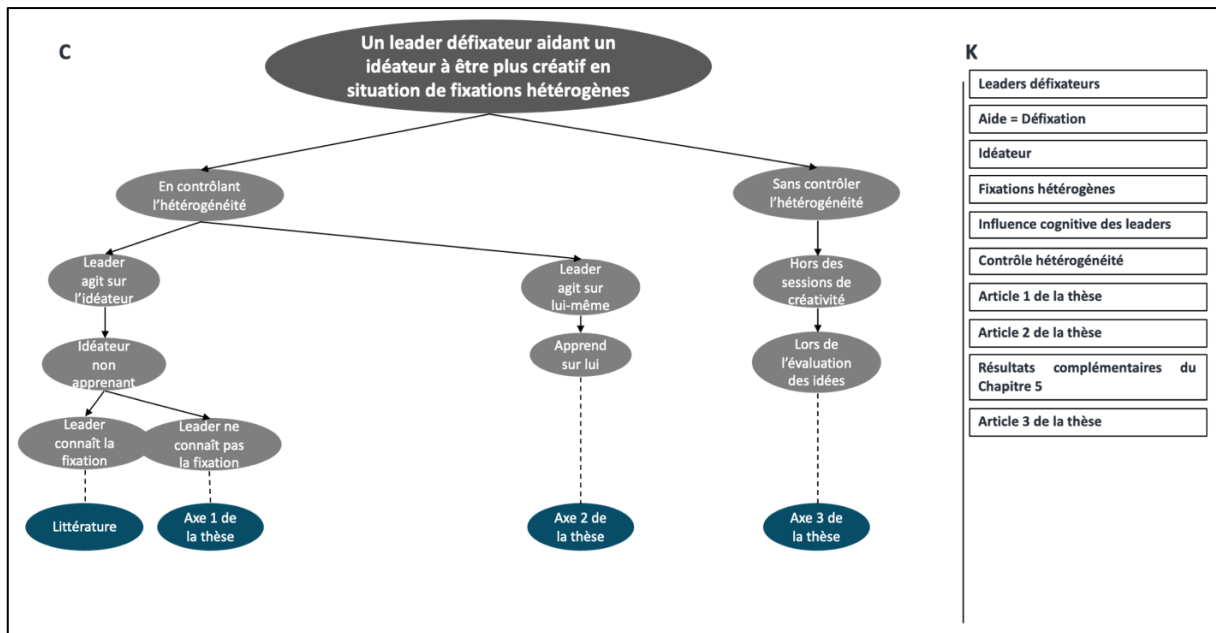 C
Un leader défixateur aidant un
idéateur à être plus créatif en
situation de fixations hétérogènes
K
Leaders défixateurs
Aide = Défixation
Idéateur
Fixations hétérogènes
Influence cognitive des leaders
Contrôle hétérogénéité
Article 1 de la thèse
Article 2 de la thèse
Résultats complémentaires du
Chapitre 5
Article 3 de la thèse
En contrôlant
l'hétérogénéité
Sans contrôler
l'hétérogénéité
Leader
agit sur
l'idéateur
Leader
agit sur
lui-même
Hors des
sessions de
créativité
Idéateur
non
apprenant
Apprend
sur lui
Lors de
l'évaluation
des idées
Leader
connaît la
fixation
Leader ne
connaît pas
la fixation
Littérature
Axe 1 de
la thèse
Axe 2 de
la thèse
Axe 3 de
la thèse